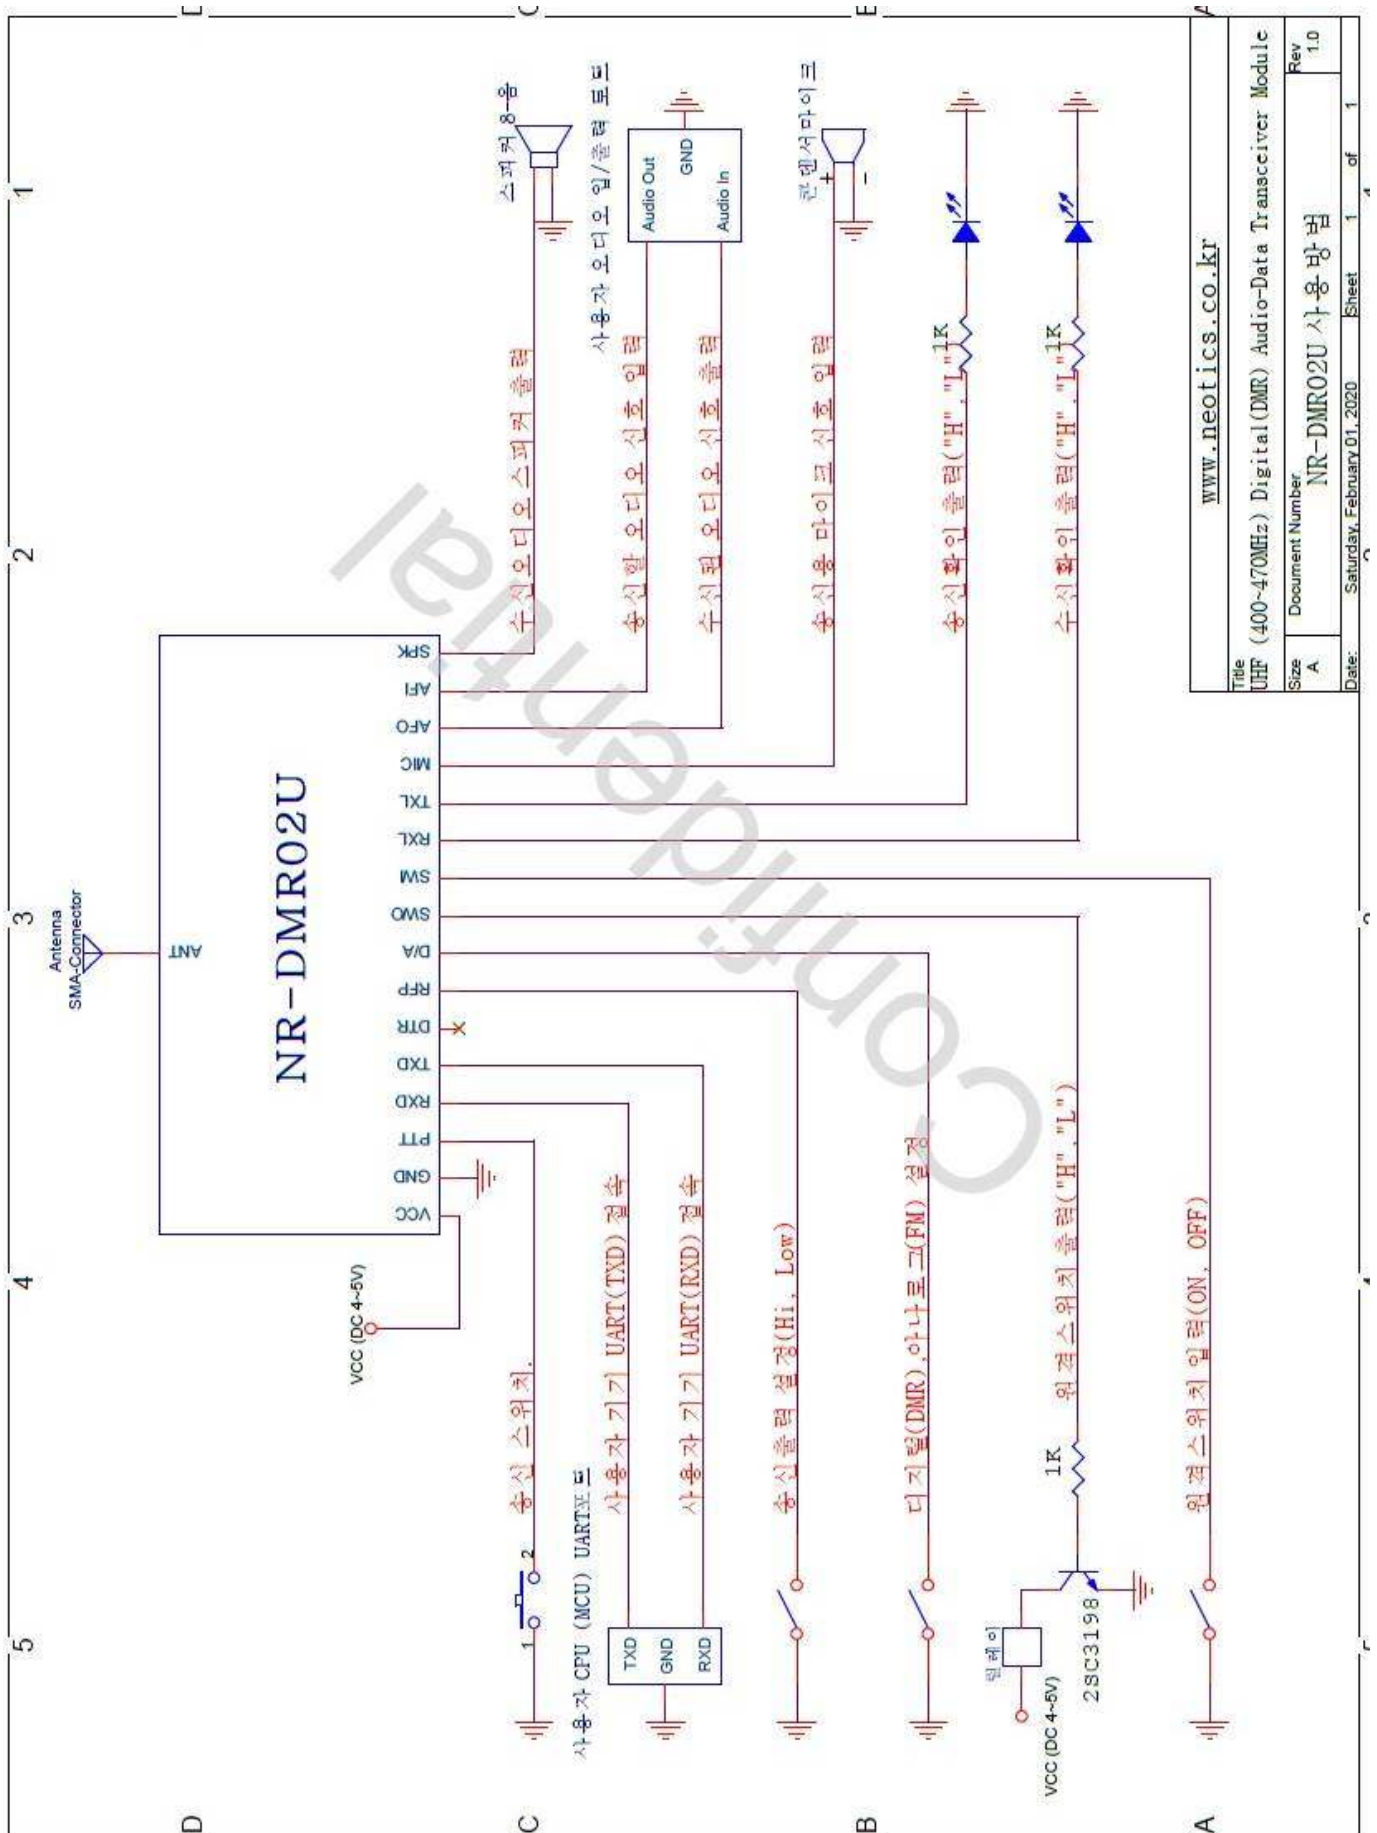 5
4
3
2
1
D
C
B
A
Antenna
SMA-Connector
ANT
NR-DMR02U
VCC
GND
PTT
RXD
TXD
DTR
RFP
D/A
SWO
SWI
RXL
TXL
MIC
AFO
AFI
SPK
VCC (DC 4~5V)
스피커 8-옴
수신오디오 스피커 출력
송신 스위치.
1
2
사용자 오디오 입/출력 포트
사용자 CPU (MCU) UART포트
송신할 오디오 신호 입력
Audio Out
GND
Audio In
수신된 오디오 신호 출력
사용자 기기 UART(TXD) 접속
사용자 기기 UART(RXD) 접속
TXD
GND
RXD
콘덴서마이크
+
-
송신용 마이크 신호 입력
송신출력 설정(Hi, Low)
송신확인 출력("H","L")
1K
디지털(DMR),아나로그(FM) 설정
수신확인 출력("H","L")
1K
원격스위치 출력("H","L")
1K
릴레이
VCC (DC 4~5V)
2SC3198
원격스위치 입력(ON, OFF)
Confidential
www.neotics.co.kr
Title
UHF (400~470MHz) Digital(DMR) Audio-Data Tranaceiver Module
Size
A
Document Number
NR-DMR02U 사용방법
Rev
1.0
Date:
Saturday, February 01, 2020
Sheet
1
of
1